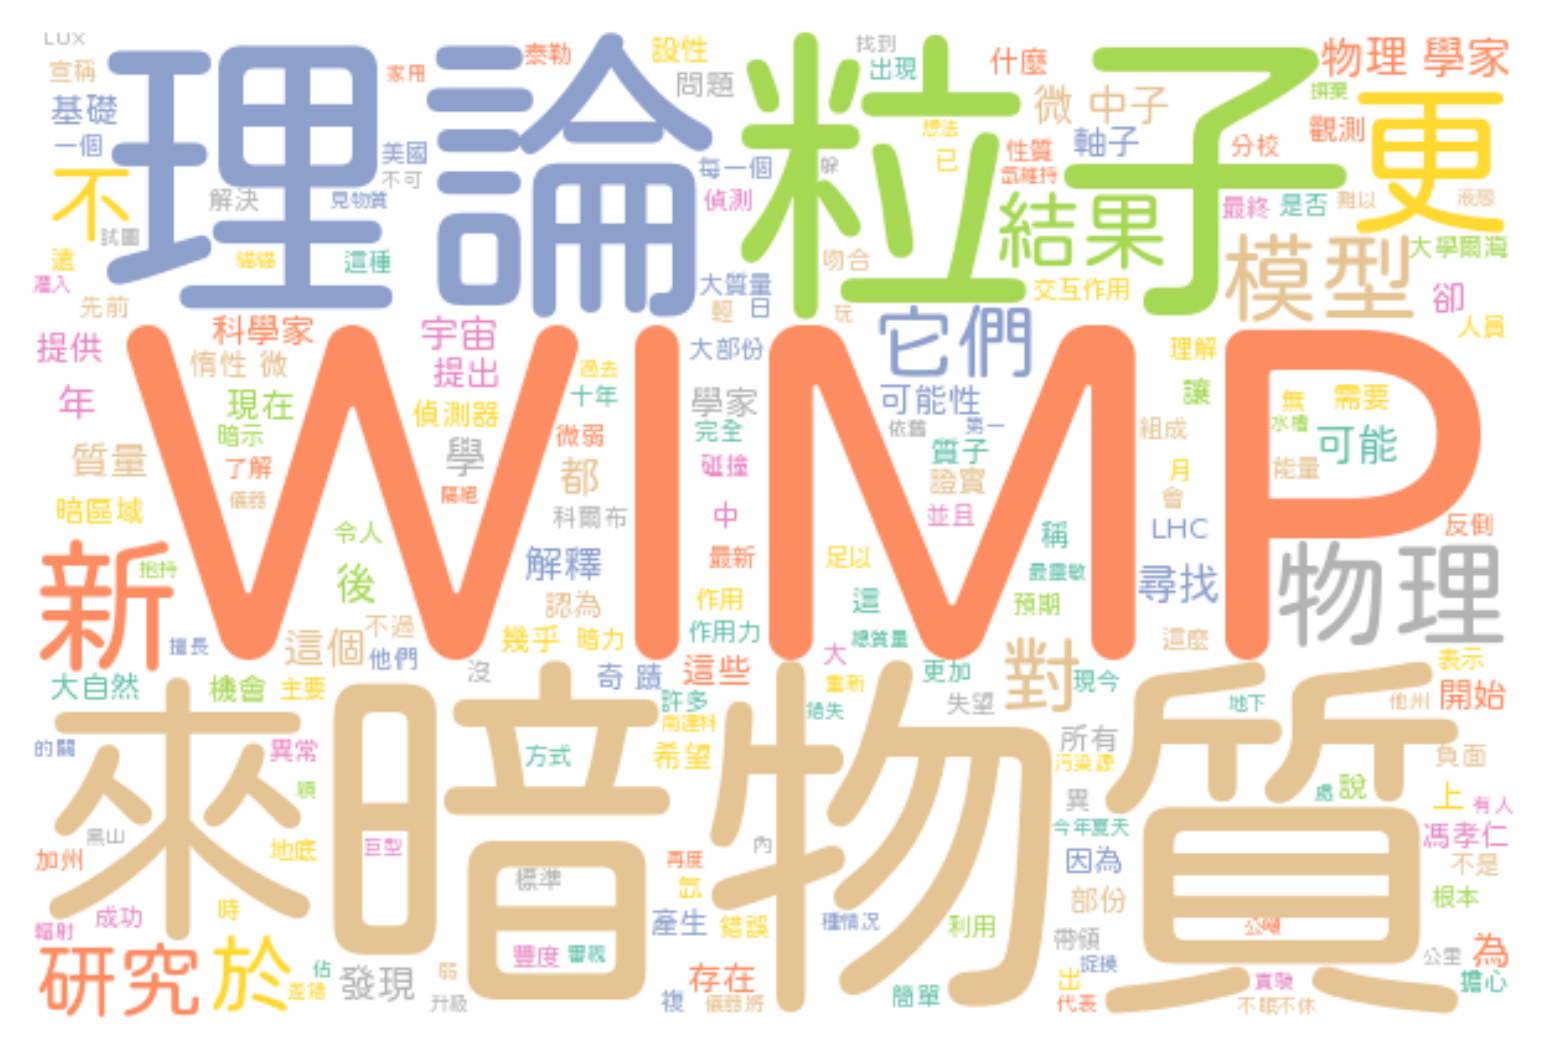 LUX
宣稱
基礎
一個
不
試圖
遠
灌入
先前
理論
家用
泰勒
設性
問題
美國
不可
解決
見物質
貓貓
這種
每一個
偵測
大質量
輕
日
粒子
找到
出現
想法
已
什麼
微 中子
軸子
性質
氙維持
結果
吻合
玩
交互作用
物理 學家
觀測
分校
更
最終
是否
難以
液態
模型
大學爾灣
卻
人員
提供
年
科學家
惰性 微
現在
暗示
了解
儀器
質量
暗區域
宇宙
提出
偵測器
學
隔絕
過去
十年
微弱
都
科爾布
WIMP
大部份
學家
完全
碰撞
中
最新
它們
可能性
依舊
第一
質子
證實
並且
理解
讓
組成
月
會
LHC
無
需要
水槽
可能
能量
反倒
新
抱持
擅長
令人
後
這個
不過
他們
解釋
認為
幾乎
暗力
沒
作用
作用力
足以
這
總質量
大
稱
最靈敏
預期
尋找
這麼
物理
表示
大自然
機會
主要
奇 蹟
這些
許多
重新
錯失
更加
失望
對
現今
地下
他州
開始
來
暗物質
的關
異常
黑山
加州
地底
巨型
方式
希望
標準
內
所有
污染源
異
今年夏天
因為
部份
負面
處
說
上
有人
馮孝仁
不是
根本
輻射
成功
時
研究
於
佔
差錯
發現
弱
升級
豐度
審視
再度
氙
產生
錯誤
存在
複
儀器將
種情況
利用
簡單
帶領
捉摸
出
代表
公噸
實驗
不眠不休
公里
為
擔心